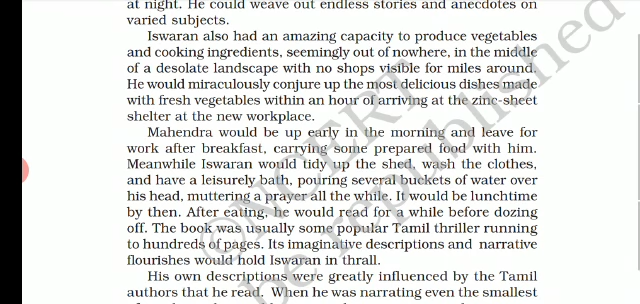 at night. He could weave out endless stories and anecdotes on
varied subjects.
Iswaran also had an amazing capacity to produce vegetables
and cooking ingredients, seemingly out of nowhere, in the middle
of a desolate landscape with no shops visible for miles around.
He would miraculously conjure up the most delicious dishes made
with fresh vegetables within an hour of arriving at the zinc-sheet
shelter at the new workplace.
Mahendra would be up early in the morning and leave for
work after breakfast, carrying some prepared food with him.
Meanwhile Iswaran would tidy up the shed, wash the clothes,
and have a leisurely bath, pouring several buckets of water over
his head, muttering a prayer all the while. It would be lunchtime
by then. After eating, he would read for a while before dozing
off. The book was usually some popular Tamil thriller running
to hundreds of pages. Its imaginative descriptions and narrative
flourishes would hold Iswaran in thrall.
His own descriptions were greatly influenced by the Tamil
authors that he read. When he was narrating even the smallest
©NCERT
be republished